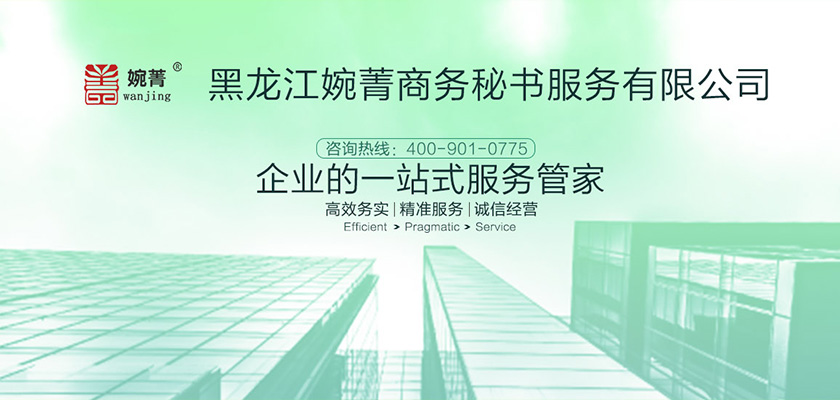 婉菁®
wanjing
黑龙江婉菁商务秘书服务有限公司
咨询热线：400-901-0775
企业的一站式服务管家
高效务实|精准服务|诚信经营
Efficient > Pragmatic > Service